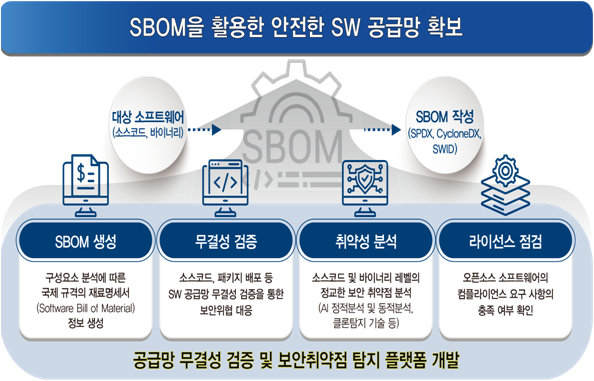 SBOM을 활용한 안전한 SW 공급망 확보
대상 소프트웨어
(소스코드, 바이너리)
SBOM
SBOM 작성
(SPDX, CycloneDX,
SWID)
SBOM 생성
구성요소 분석에 따른
국제 규격의 재료명세서
(Software Bill of Material)
정보 생성
무결성 검증
소스코드, 패키지 배포 등
SW 공급망 무결성 검증을 통한
보안위협 대응
취약성 분석
소스코드 및 바이너리 레벨의
정교한 보안 취약점 분석
(AI 정적분석 및 동적분석,
클론탐지 기술 등)
라이선스 점검
오픈소스 소프트웨어의
컴플라이언스 요구 사항의
충족 여부 확인
공급망 무결성 검증 및 보안취약점 탐지 플랫폼 개발